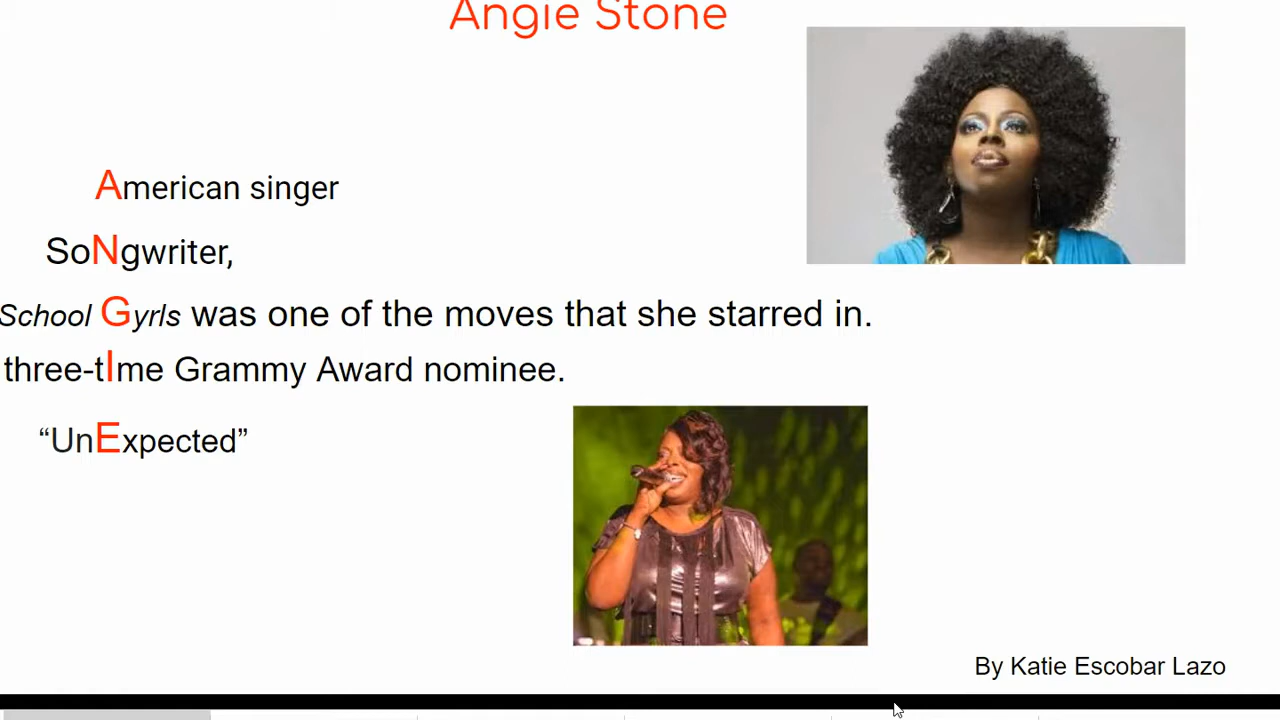 Angie Stone
American singer
SoNgwriter,
School Gyrls was one of the moves that she starred in.
three-tIme Grammy Award nominee.
“UnExpected”
By Katie Escobar Lazo